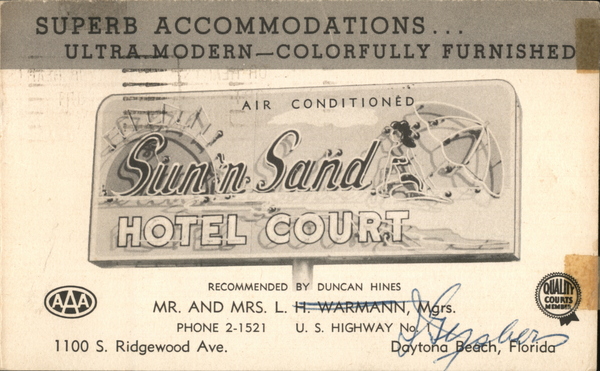 SUPERB ACCOMMODATIONS...
ULTRA MODERN—COLORFULLY FURNISHED
AIR CONDITIONED
Sun 'n Sand
HOTEL COURT
RECOMMENDED BY DUNCAN HINES
AAA
MR. AND MRS. L. H. WARMANN, Mgrs.
QUALITY
COURTS
MEMBER
PHONE 2-1521 U. S. HIGHWAY No.
1100 S. Ridgewood Ave. Daytona Beach, Florida